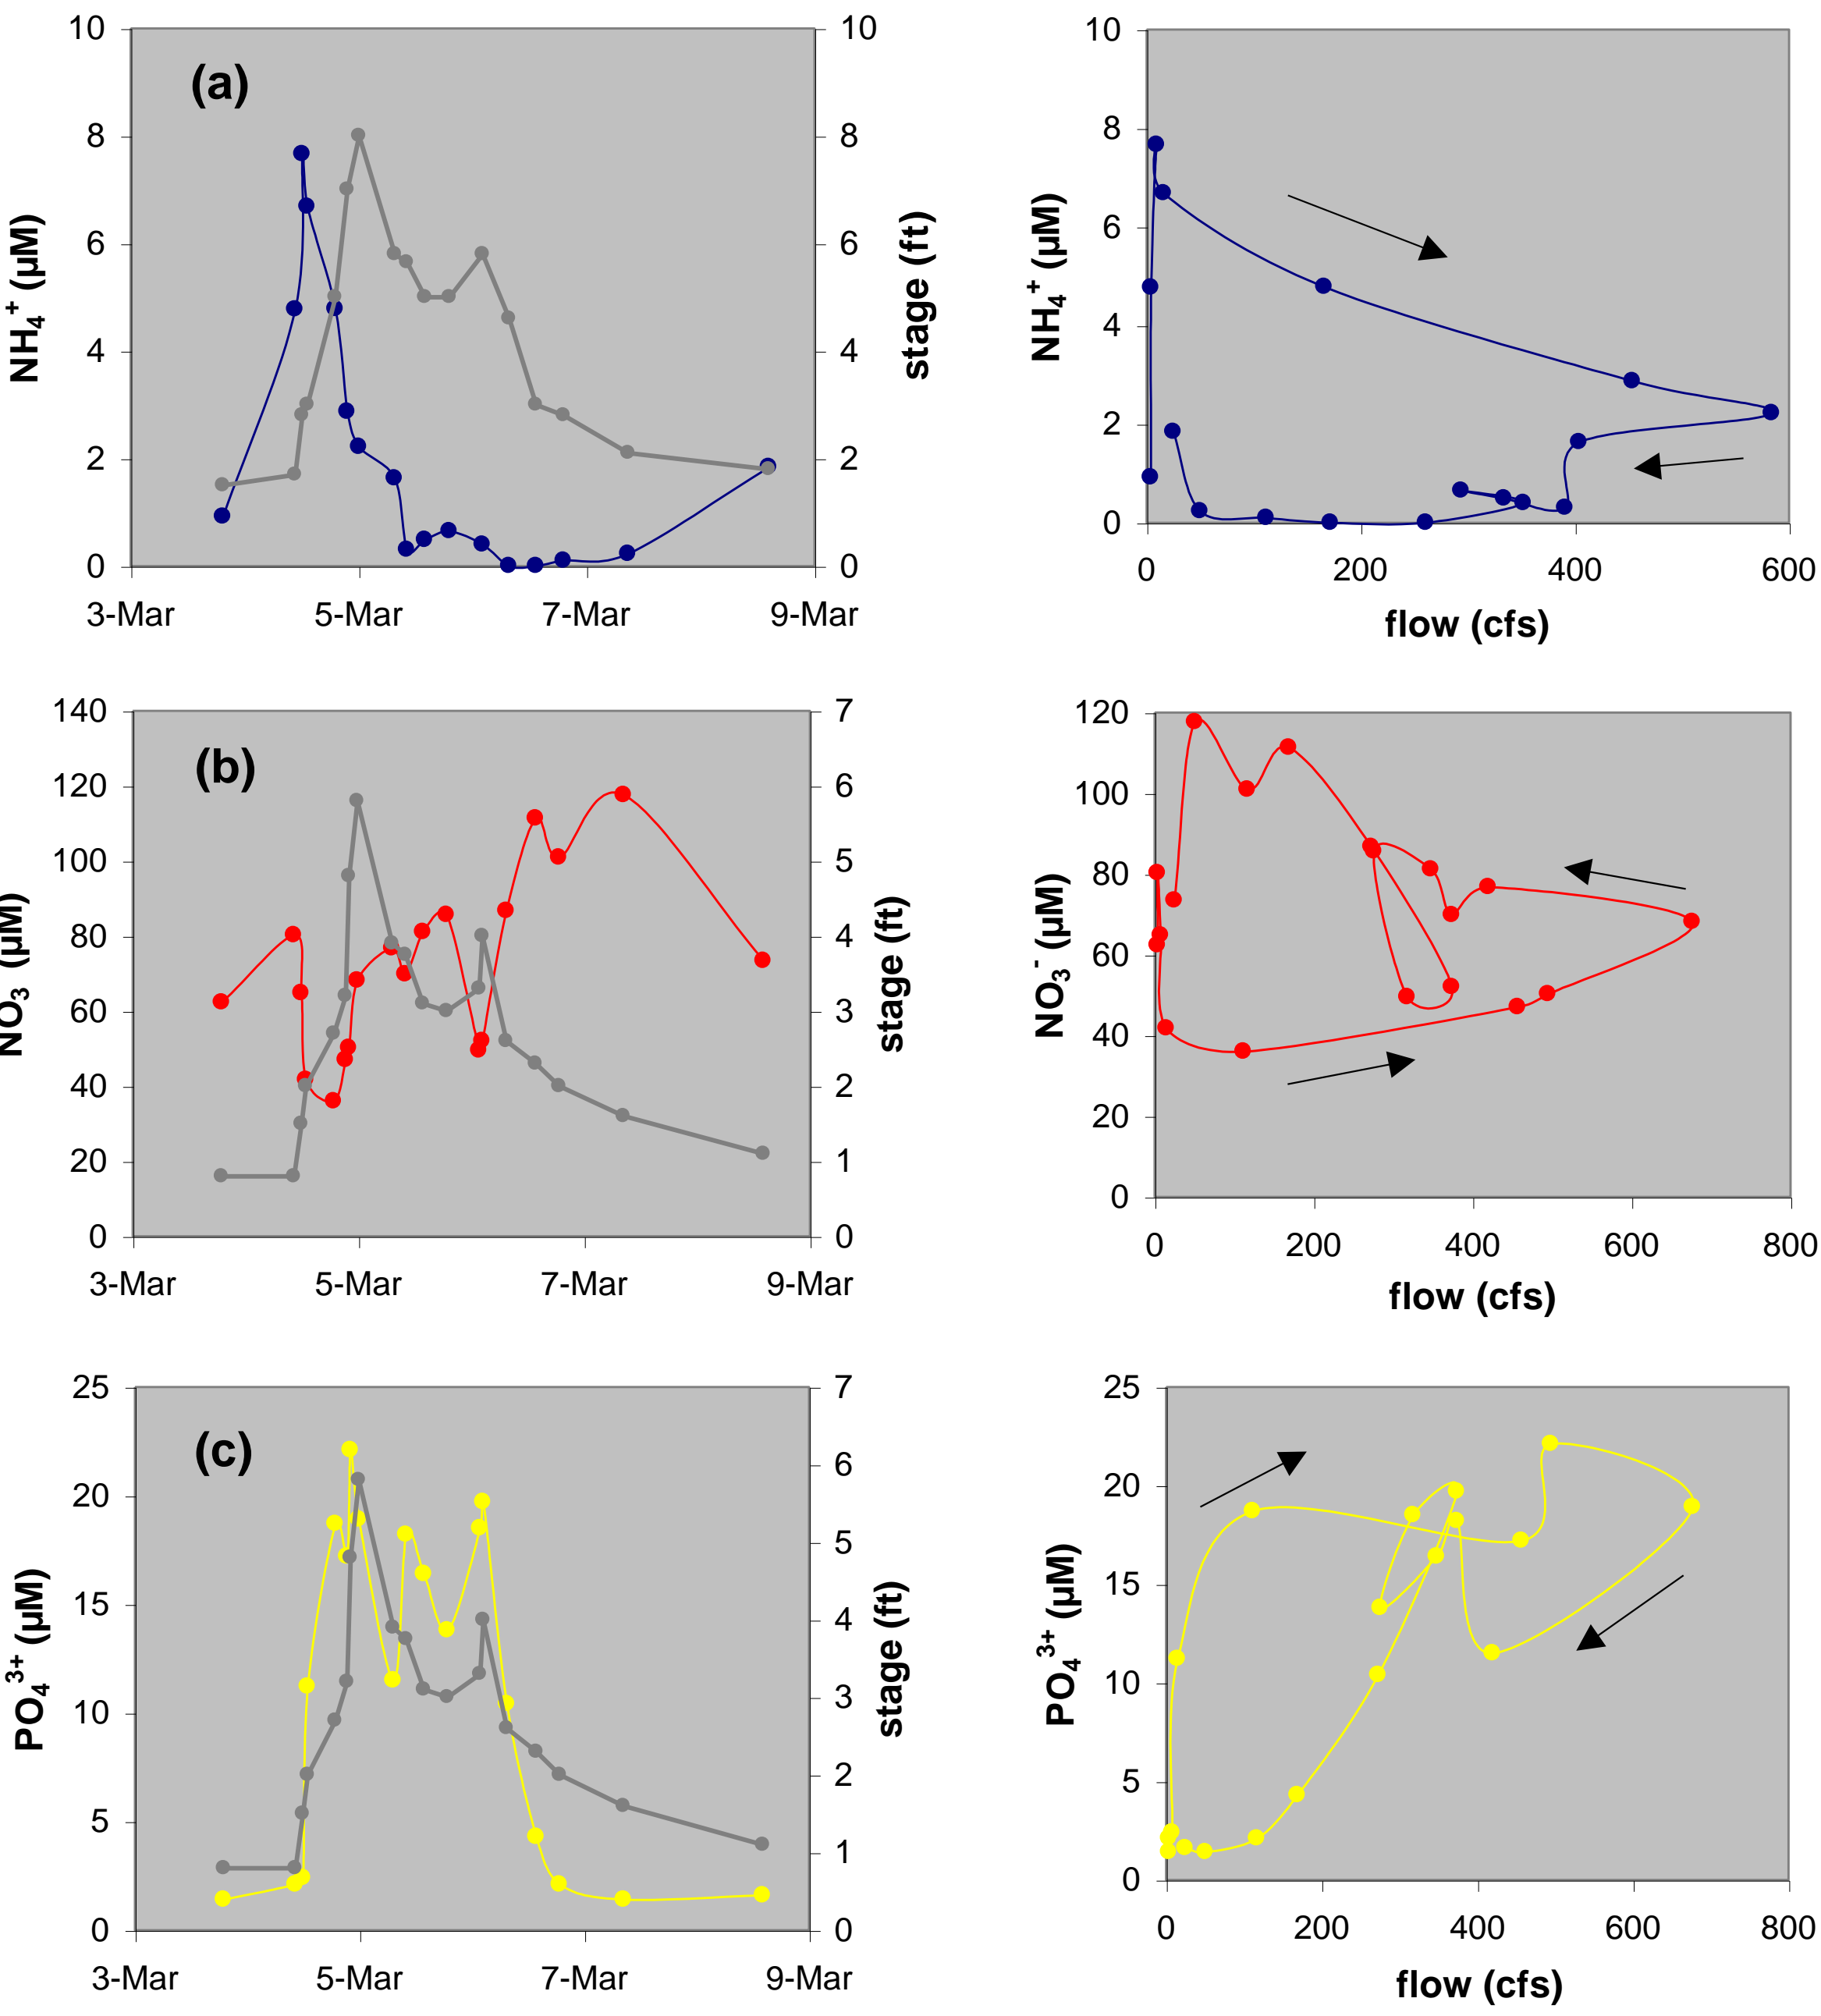 10
8
6
4
2
0
NH₄⁺ (µM)
(a)
10
8
6
4
2
0
stage (ft)
3-Mar 5-Mar 7-Mar 9-Mar
10
8
6
4
2
0
NH₄⁺ (µM)
0 200 400 600
flow (cfs)
140
120
100
80
60
40
20
0
NO₃ (µM)
(b)
7
6
5
4
3
2
1
0
stage (ft)
3-Mar 5-Mar 7-Mar 9-Mar
120
100
80
60
40
20
0
NO₃⁻ (µM)
0 200 400 600 800
flow (cfs)
25
20
15
10
5
0
PO₄³⁺ (µM)
(c)
7
6
5
4
3
2
1
0
stage (ft)
3-Mar 5-Mar 7-Mar 9-Mar
25
20
15
10
5
0
PO₄³⁺ (µM)
0 200 400 600 800
flow (cfs)